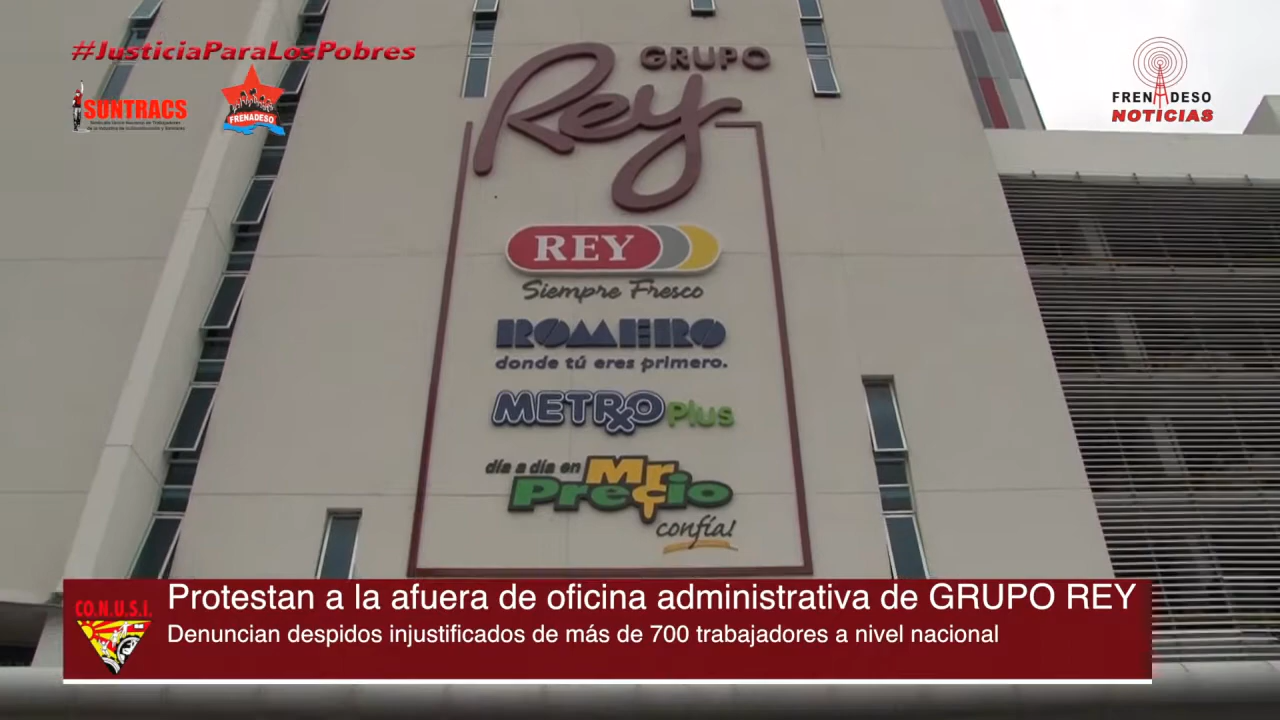 #JusticiaParaLosPobres
SUNTRACS
FRENADESO
FRENADESO
NOTICIAS
GRUPO
Rey
REY
Siempre Fresco
ROMERO
donde tú eres primero.
METRO Plus
día a día en Mr. Precio
confía!
CO.N.U.S.I.
Protestan a la afuera de oficina administrativa de GRUPO REY
Denuncian despidos injustificados de más de 700 trabajadores a nivel nacional